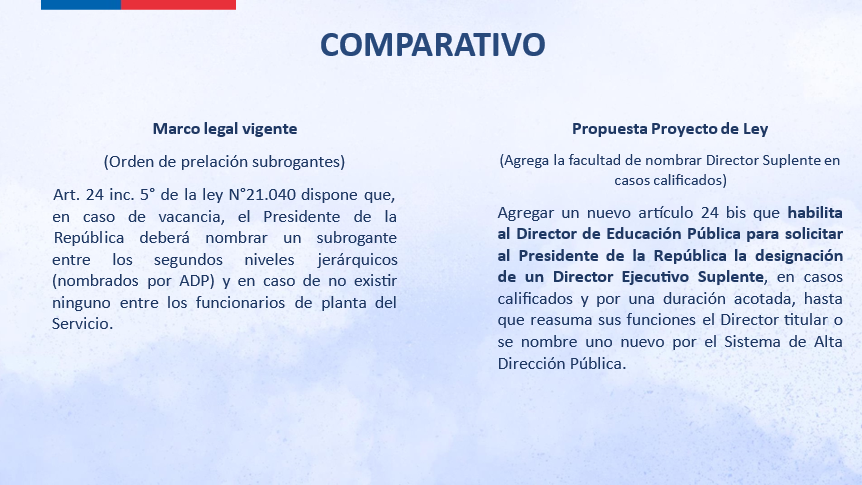 COMPARATIVO
Marco legal vigente
(Orden de prelación subrogantes)
Art. 24 inc. 5° de la ley N°21.040 dispone que,
en caso de vacancia, el Presidente de la
República deberá nombrar un subrogante
entre los segundos niveles jerárquicos
(nombrados por ADP) y en caso de no existir
ninguno entre los funcionarios de planta del
Servicio.
Propuesta Proyecto de Ley
(Agrega la facultad de nombrar Director Suplente en
casos calificados)
Agregar un nuevo artículo 24 bis que habilita
al Director de Educación Pública para solicitar
al Presidente de la República la designación
de un Director Ejecutivo Suplente, en casos
calificados y por una duración acotada, hasta
que reasuma sus funciones el Director titular o
se nombre uno nuevo por el Sistema de Alta
Dirección Pública.